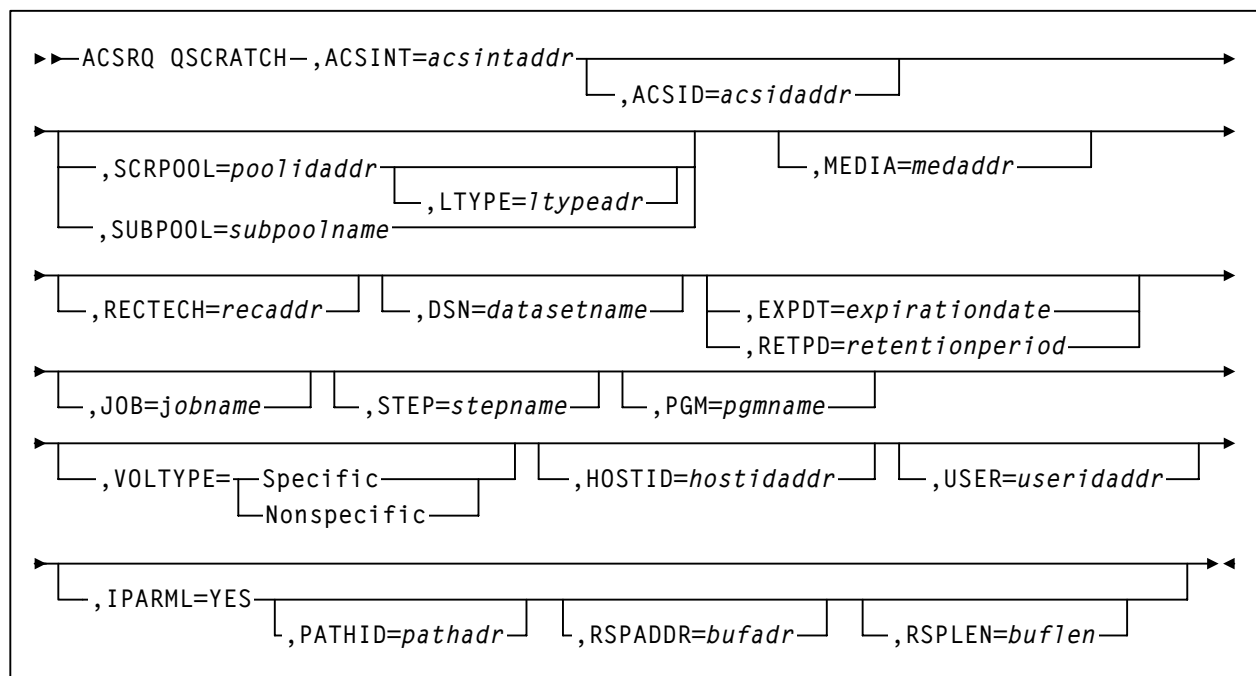 ACSRQ QSCRATCH ,ACSINT=acsintaddr
,ACSID=acsidaddr
,SCRPOOL=poolidaddr
,LTYPE=ltypeadr
,SUBPOOL=subpoolname
,MEDIA=medaddr
,RECTECH=recaddr
,DSN=datasetname
,EXPDT=expirationdate
,RETPD=retentionperiod
,JOB=jobname
,STEP=stepname
,PGM=pgmname
,VOLTYPE= Specific
Nonspecific
,HOSTID=hostidaddr
,USER=useridaddr
,IPARML=YES
,PATHID=pathadr
,RSPADDR=bufadr
,RSPLEN=buflen